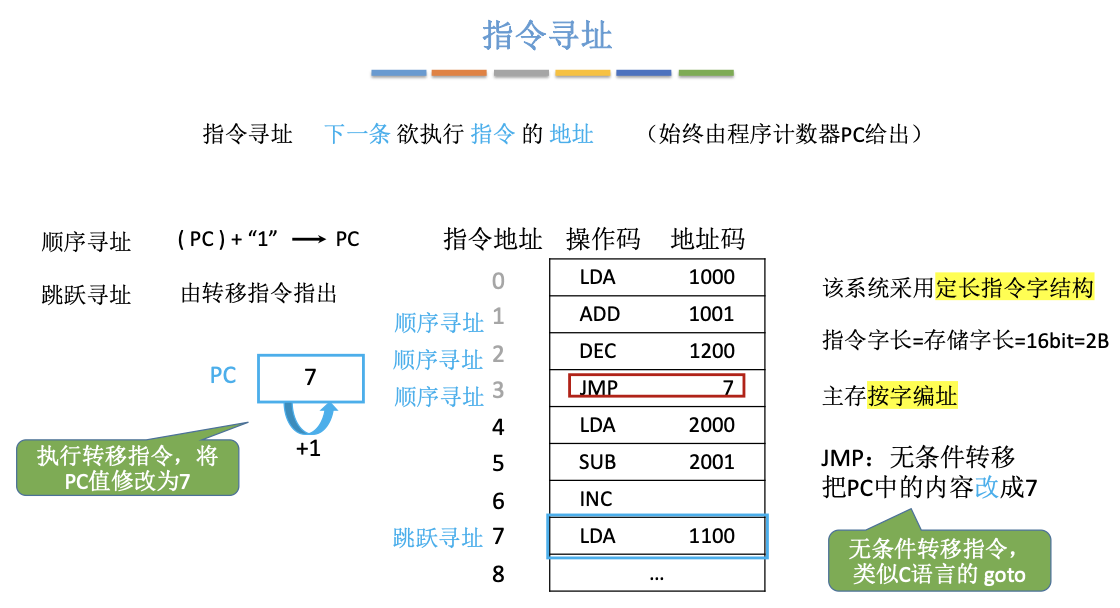 指令寻址
指令寻址 下一条 欲执行 指令 的 地址 （始终由程序计数器PC给出）
顺序寻址 ( PC ) + “1” → PC
跳跃寻址 由转移指令指出
PC 7
+1
执行转移指令，将
PC值修改为7
指令地址 操作码 地址码
0 LDA 1000
顺序寻址 1 ADD 1001
顺序寻址 2 DEC 1200
顺序寻址 3 JMP 7
4 LDA 2000
5 SUB 2001
6 INC
跳跃寻址 7 LDA 1100
8 ...
该系统采用定长指令字结构
指令字长=存储字长=16bit=2B
主存按字编址
JMP：无条件转移
把PC中的内容改成7
无条件转移指令，
类似C语言的 goto